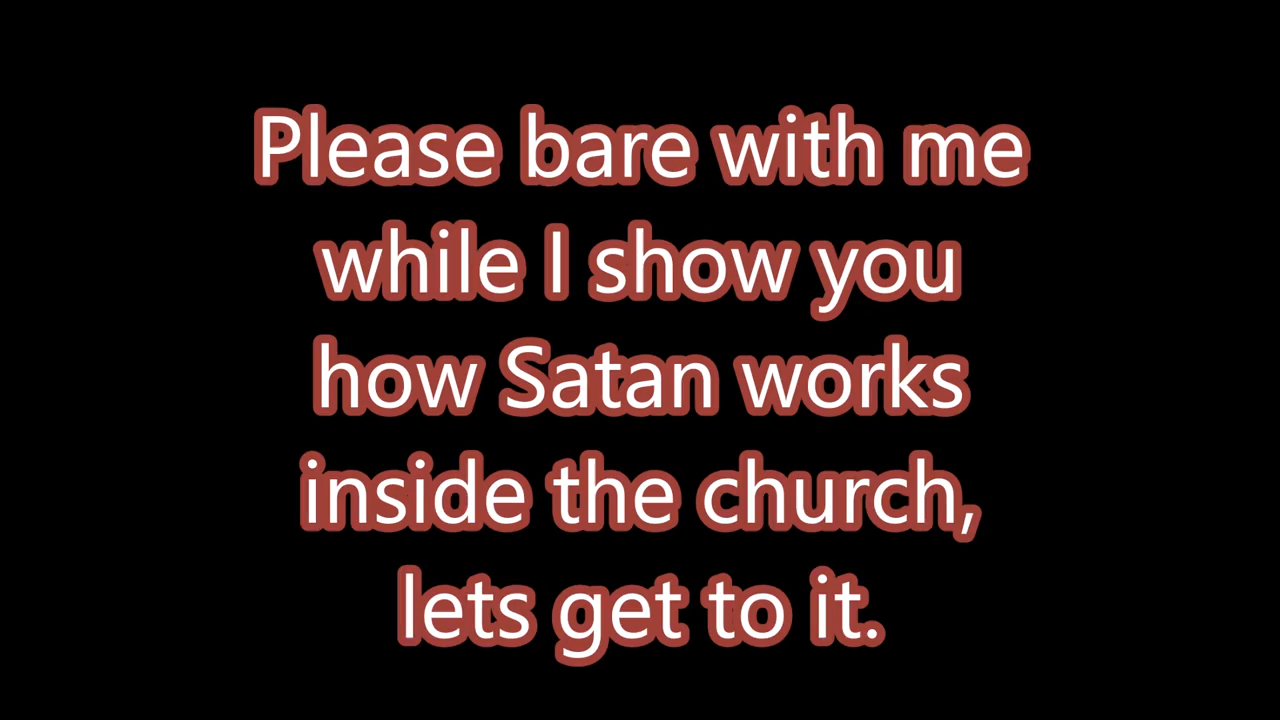 Please bare with me
while I show you
how Satan works
inside the church,
lets get to it.